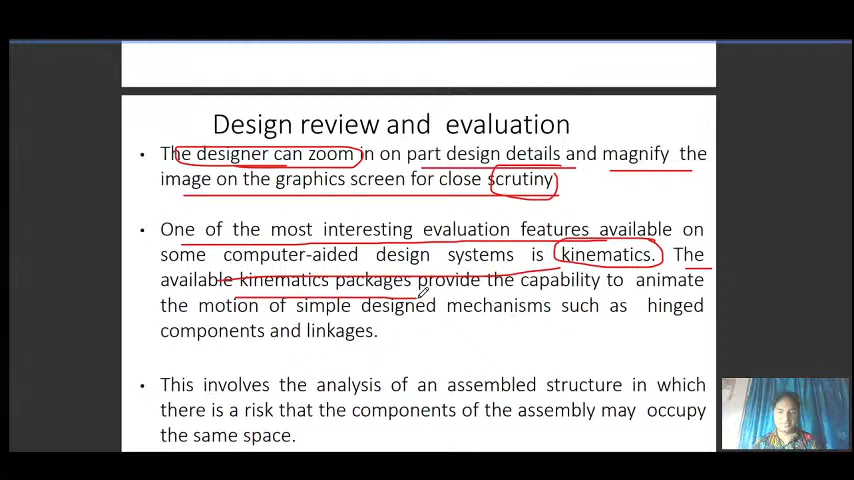 Design review and evaluation
• The designer can zoom in on part design details and magnify the
image on the graphics screen for close scrutiny
• One of the most interesting evaluation features available on
some computer-aided design systems is kinematics. The
available kinematics packages provide the capability to animate
the motion of simple designed mechanisms such as hinged
components and linkages.
• This involves the analysis of an assembled structure in which
there is a risk that the components of the assembly may occupy
the same space.